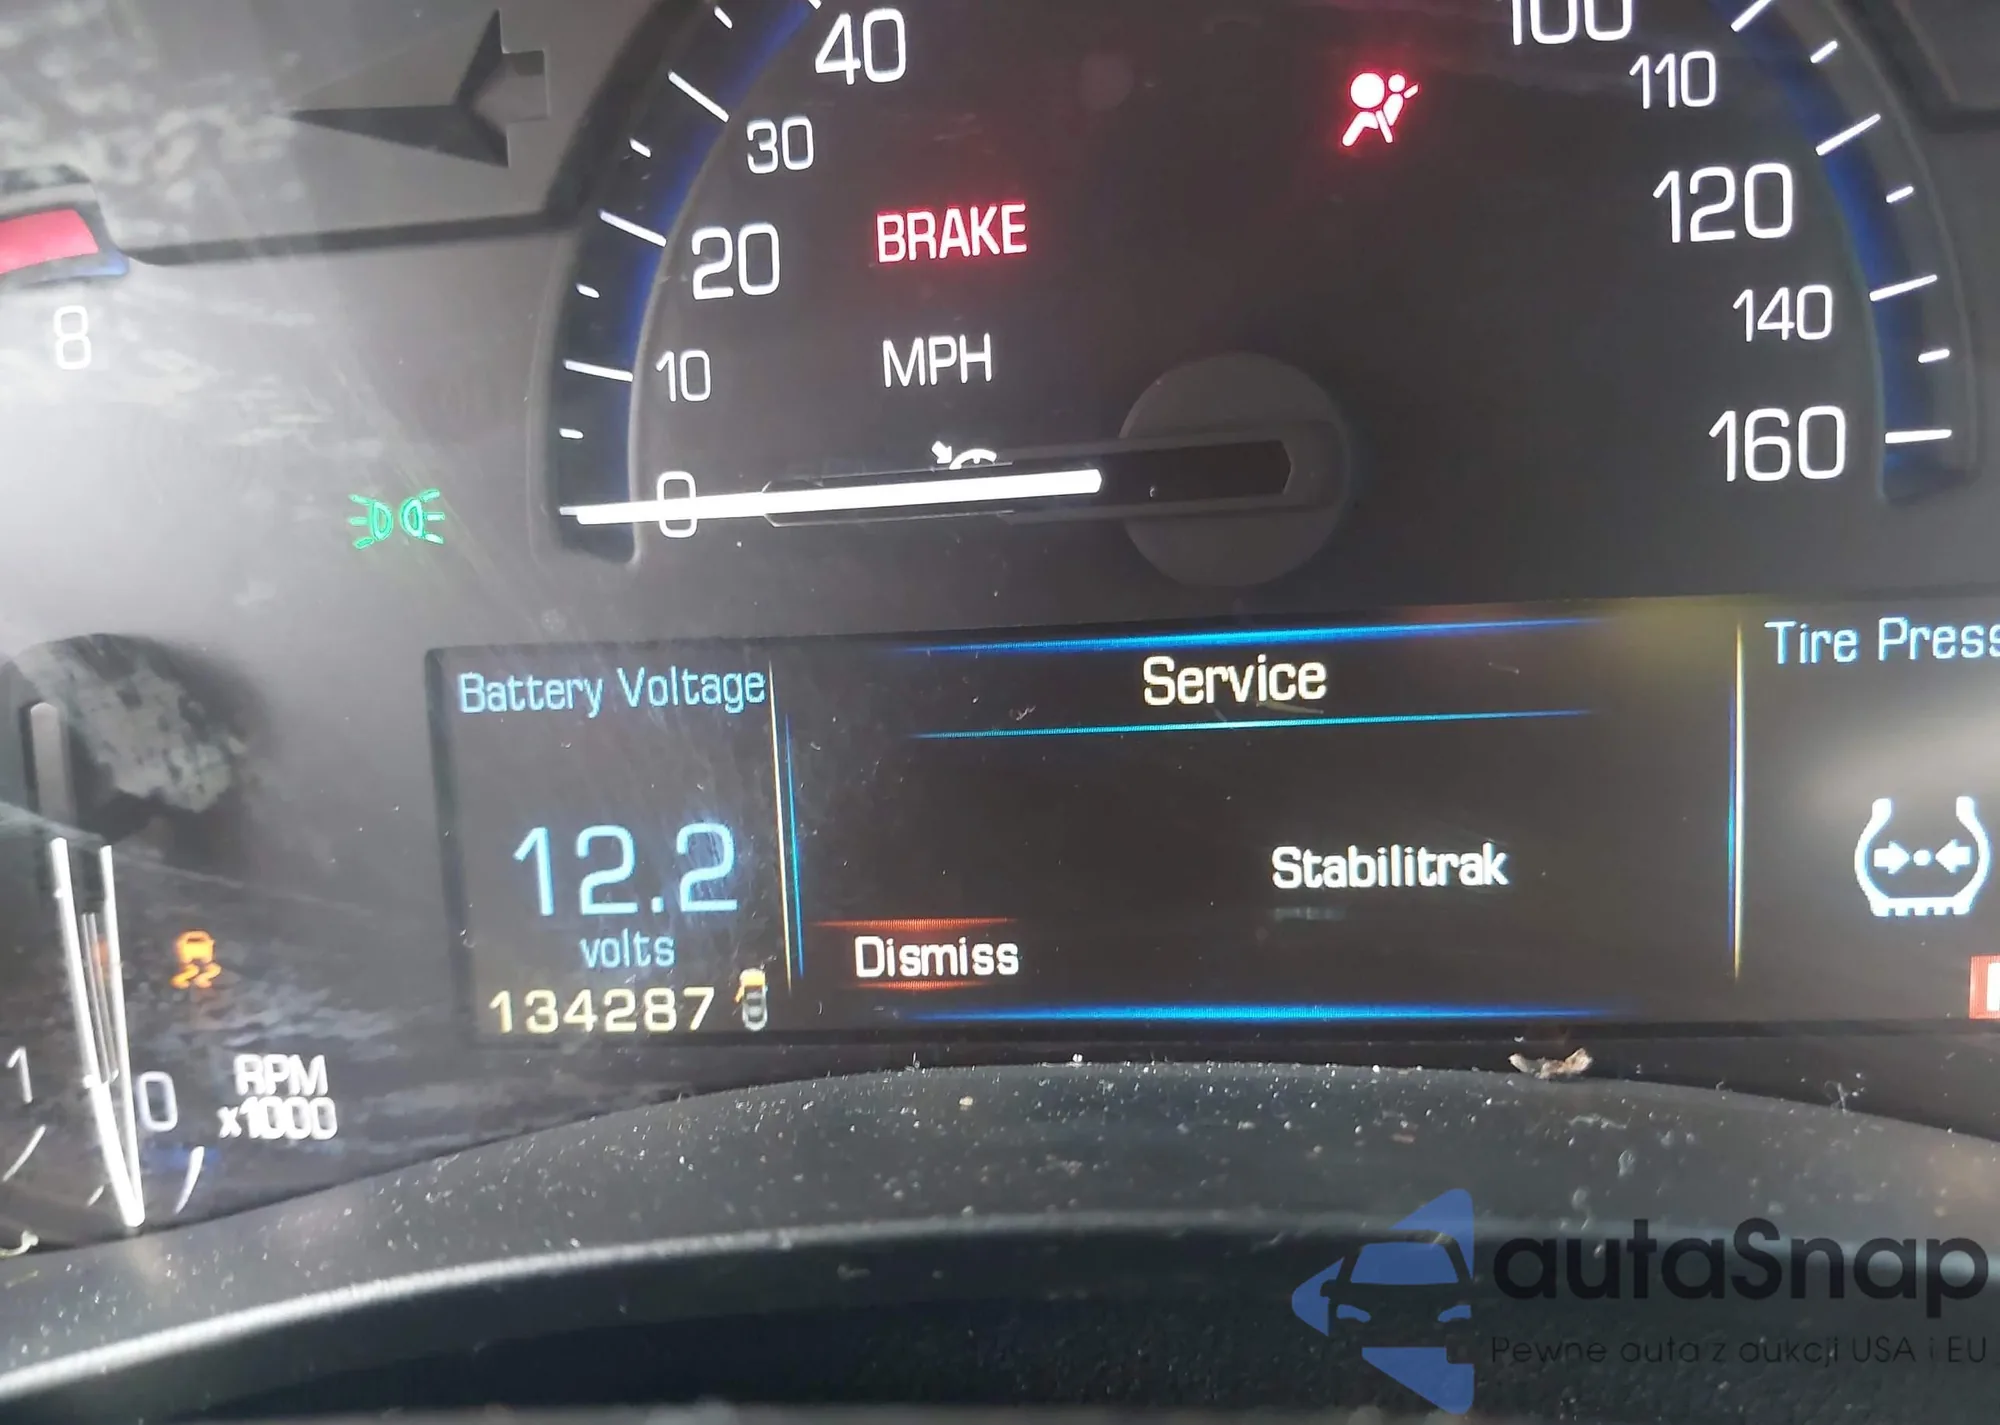 40
100
110
30
120
BRAKE
20
140
8
MPH
10
160
0
Tire Press
Battery Voltage
Service
12.2
Stabilitrak
volts
Dismiss
134287
1
0
RPM
x1000
autaSnap
Pewne auta z aukcji USA i EU